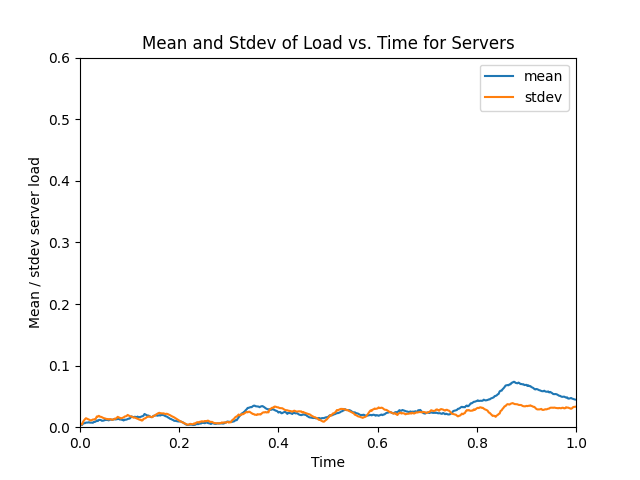 Mean and Stdev of Load vs. Time for Servers
mean
stdev
Mean / stdev server load
0.6
0.5
0.4
0.3
0.2
0.1
0.0
0.0 0.2 0.4 0.6 0.8 1.0
Time